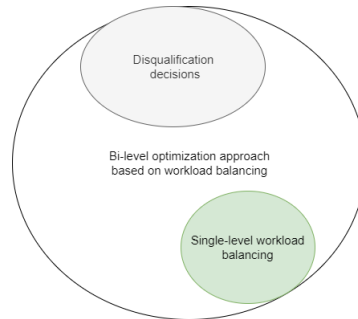 Disqualification
decisions
Bi-level optimization approach
based on workload balancing
Single-level workload
balancing